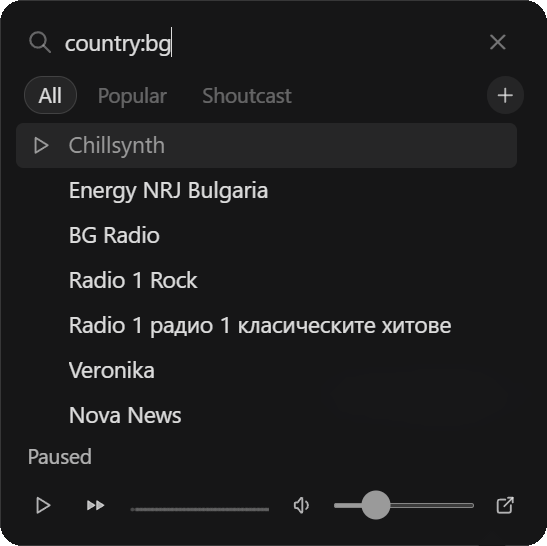 country:bg
All Popular Shoutcast
Chillsynth
Energy NRJ Bulgaria
BG Radio
Radio 1 Rock
Radio 1 радио 1 класическите хитове
Veronika
Nova News
Paused